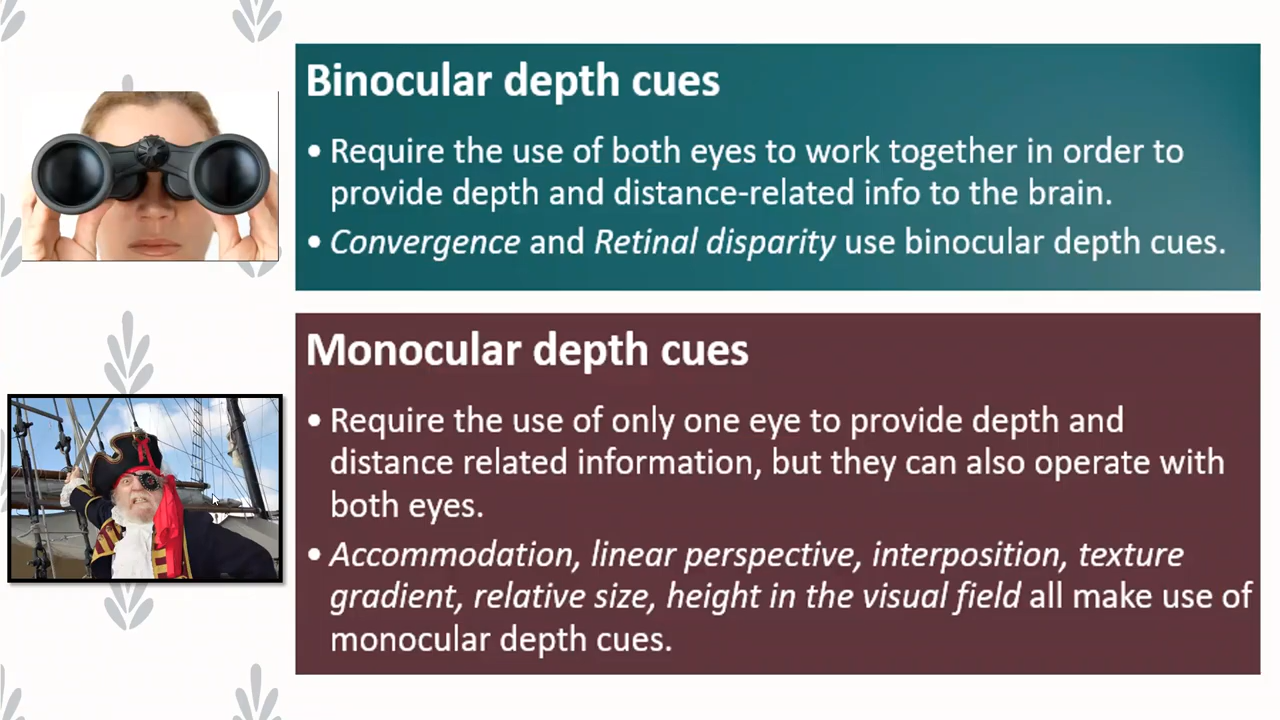 Binocular depth cues
• Require the use of both eyes to work together in order to
provide depth and distance-related info to the brain.
• Convergence and Retinal disparity use binocular depth cues.
Monocular depth cues
• Require the use of only one eye to provide depth and
distance related information, but they can also operate with
both eyes.
• Accommodation, linear perspective, interposition, texture
gradient, relative size, height in the visual field all make use of
monocular depth cues.